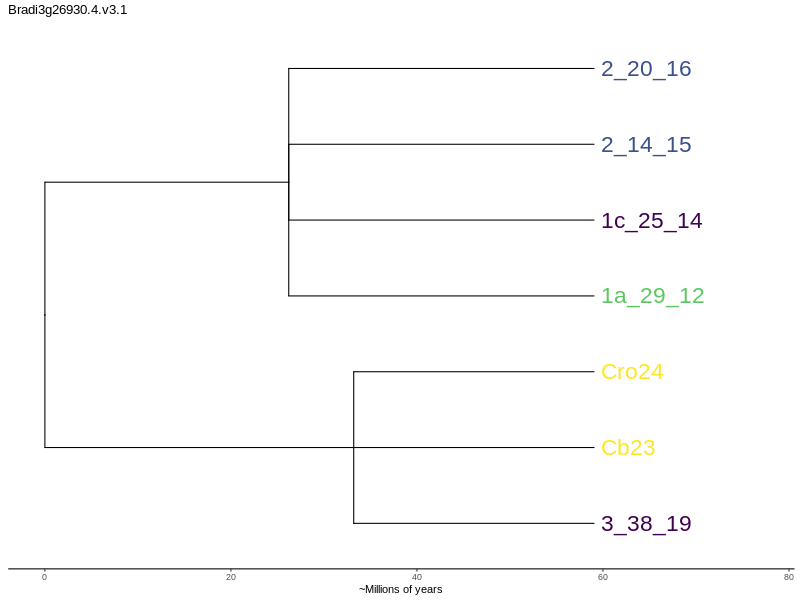 Bradi3g26930.4.v3.1
2_20_16
2_14_15
1c_25_14
1a_29_12
Cro24
Cb23
3_38_19
0 20 40 60 80
~Millions of years